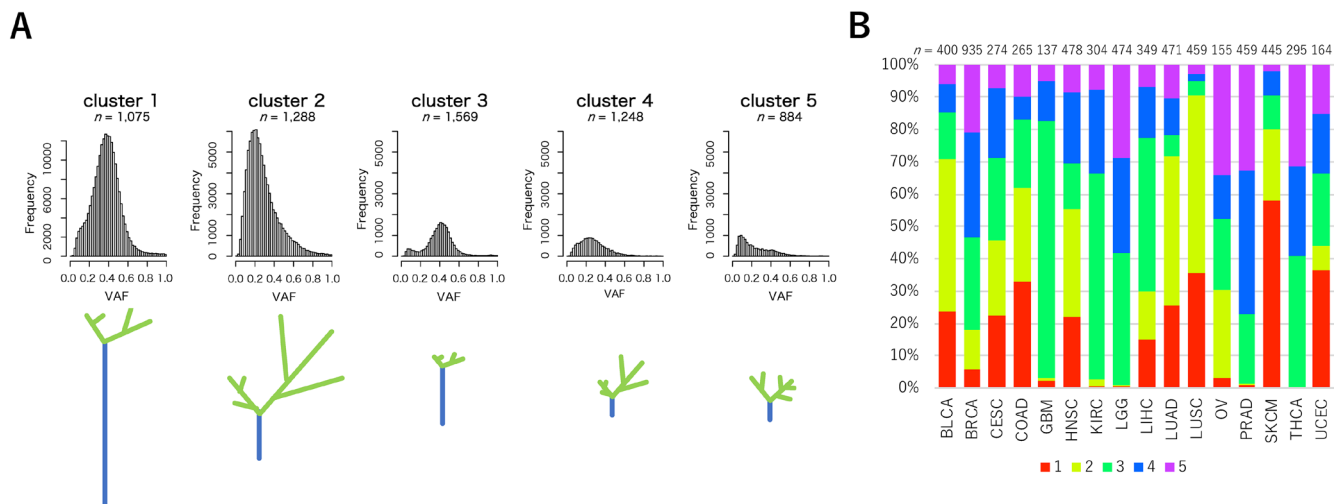 A
cluster 1
n = 1,075
Frequency
0 2000 6000 10000
0.0 0.2 0.4 0.6 0.8 1.0
VAF
cluster 2
n = 1,288
Frequency
0 1000 3000 5000
0.0 0.2 0.4 0.6 0.8 1.0
VAF
cluster 3
n = 1,569
Frequency
0 1000 3000 5000
0.0 0.2 0.4 0.6 0.8 1.0
VAF
cluster 4
n = 1,248
Frequency
0 1000 3000 5000
0.0 0.2 0.4 0.6 0.8 1.0
VAF
cluster 5
n = 884
Frequency
0 1000 3000 5000
0.0 0.2 0.4 0.6 0.8 1.0
VAF
B
n = 400 935 274 265 137 478 304 474 349 471 459 155 459 445 295 164
100%
90%
80%
70%
60%
50%
40%
30%
20%
10%
0%
BLCA BRCA CESC COAD GBM HNSC KIRC LGG LIHC LUAD LUSC OV PRAD SKCM THCA UCEC
1 2 3 4 5